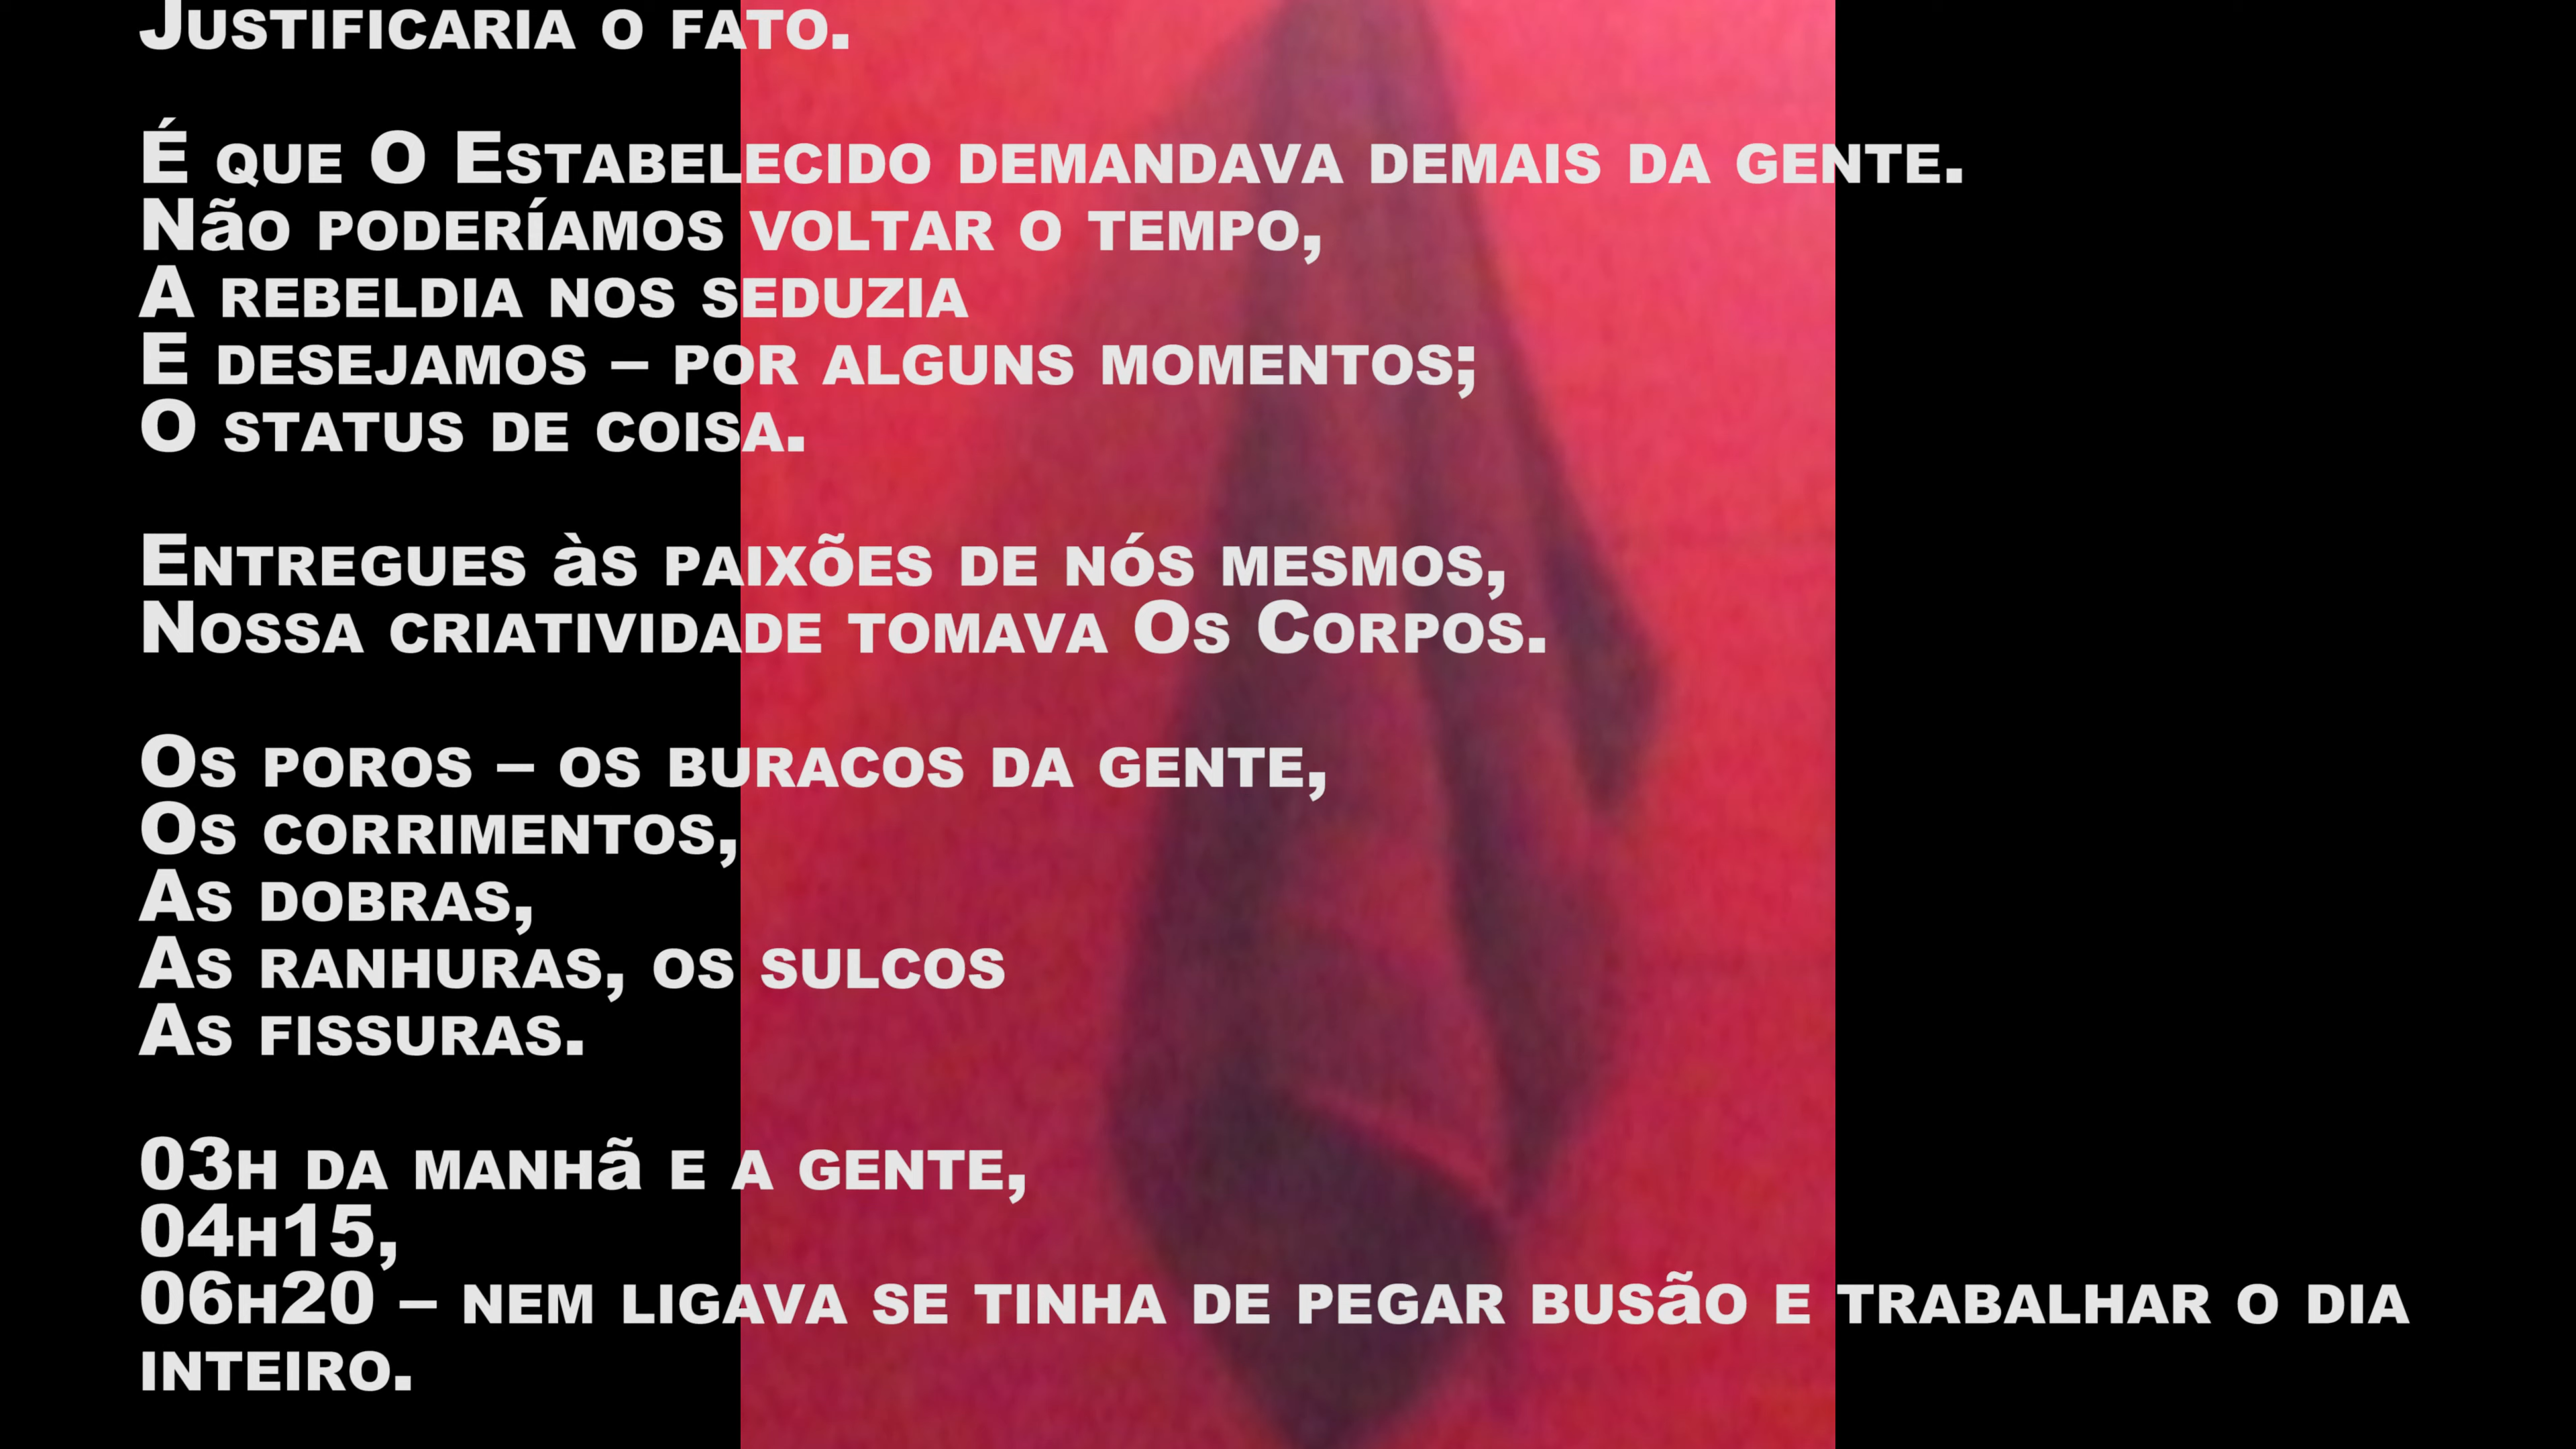 Justificaria o fato.
É que O Estabelecido demandava demais da gente.
Não poderíamos voltar o tempo,
A rebeldia nos seduzia
E desejamos – por alguns momentos;
O status de coisa.
Entregues às paixões de nós mesmos,
Nossa criatividade tomava Os Corpos.
Os poros – os buracos da gente,
Os corrimentos,
As dobras,
As ranhuras, os sulcos
As fissuras.
03h da manhã e a gente,
04h15,
06h20 – nem ligava se tinha de pegar busão e trabalhar o dia
inteiro.